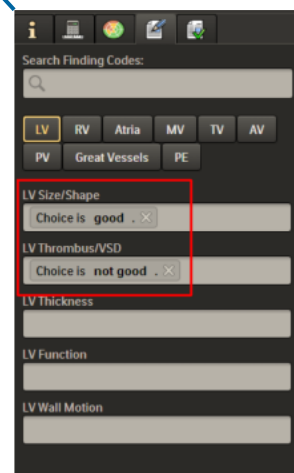 i
Search Finding Codes:
LV RV Atria MV TV AV
PV Great Vessels PE
LV Size/Shape
Choice is good .
LV Thrombus/VSD
Choice is not good .
LV Thickness
LV Function
LV Wall Motion